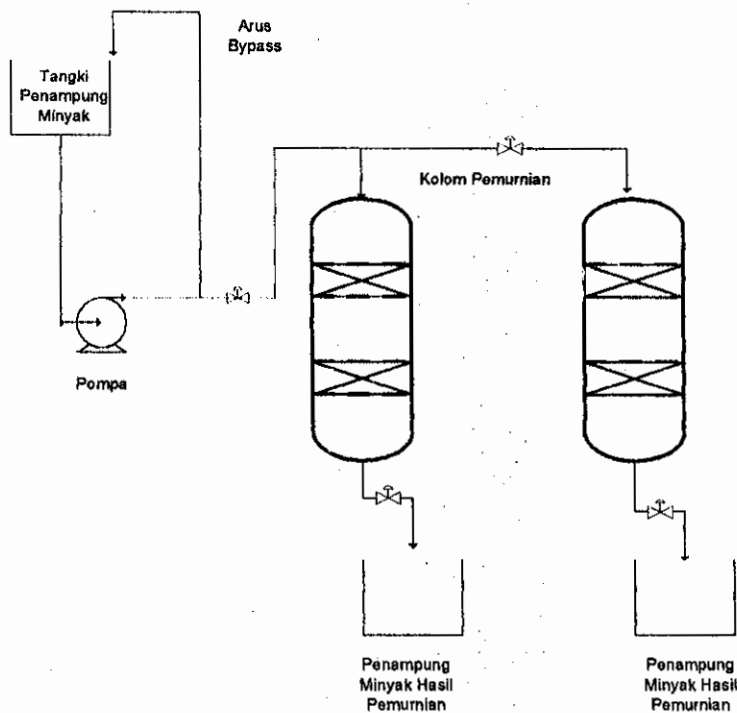 Arus
Bypass
Tangki
Penampung
Minyak
Kolom Pemurnian
Pompa
Penampung
Minyak Hasil
Pemurnian
Penampung
Minyak Hasil
Pemurnian